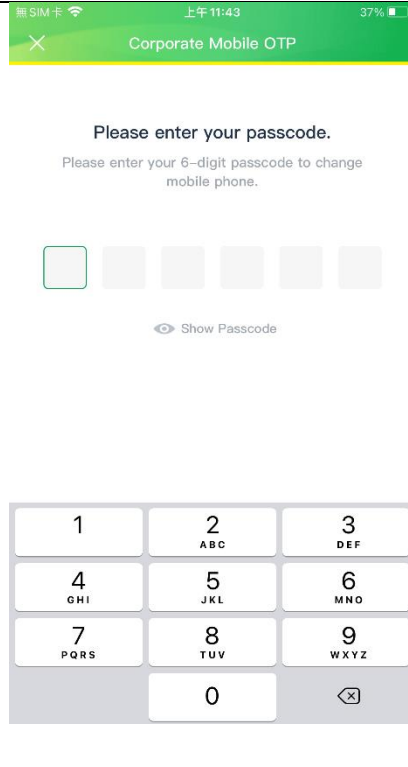 無SIM卡 上午11:43 37%
Corporate Mobile OTP
Please enter your passcode.
Please enter your 6-digit passcode to change
mobile phone.
Show Passcode
1 2 3
ABC DEF
4 5 6
GHI JKL MNO
7 8 9
PQRS TUV WXYZ
0